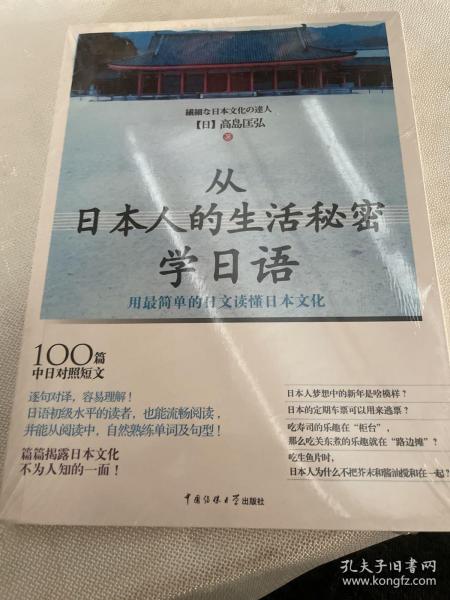 繊細な日本文化の達人
【日】高岛匡弘
著
从
日本人的生活秘密
学日语
用最简单的日文读懂日本文化
100篇
中日对照短文
逐句对译，容易理解！
日语初级水平的读者，也能流畅阅读，
并能从阅读中，自然熟练单词及句型！
篇篇揭露日本文化
不为人知的一面！
日本人梦想中的新年是啥模样？
日本的定期车票可以用来逃票？
吃寿司的乐趣在“柜台”，
那么吃关东煮的乐趣就在“路边摊”？
吃生鱼片时，
日本人为什么不把芥末和酱油搅和在一起？
中国传媒大学出版社
孔夫子旧书网
www.kongfz.com